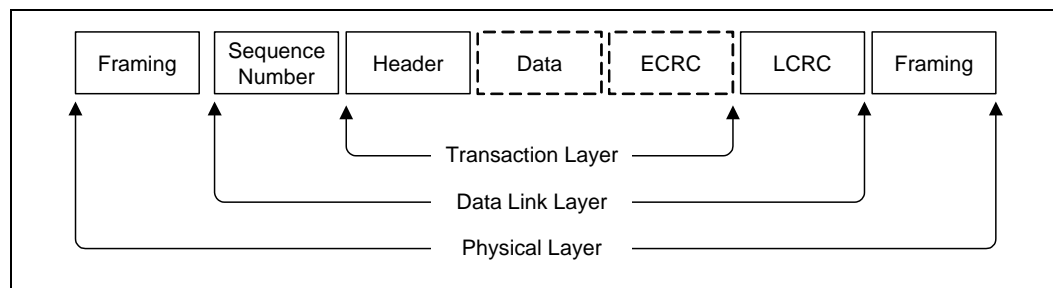 Framing
Sequence
Number
Header
Data
ECRC
LCRC
Framing
Transaction Layer
Data Link Layer
Physical Layer